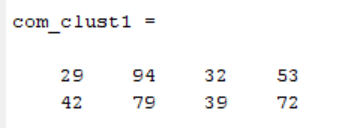 com_clust1 =
29 94 32 53
42 79 39 72